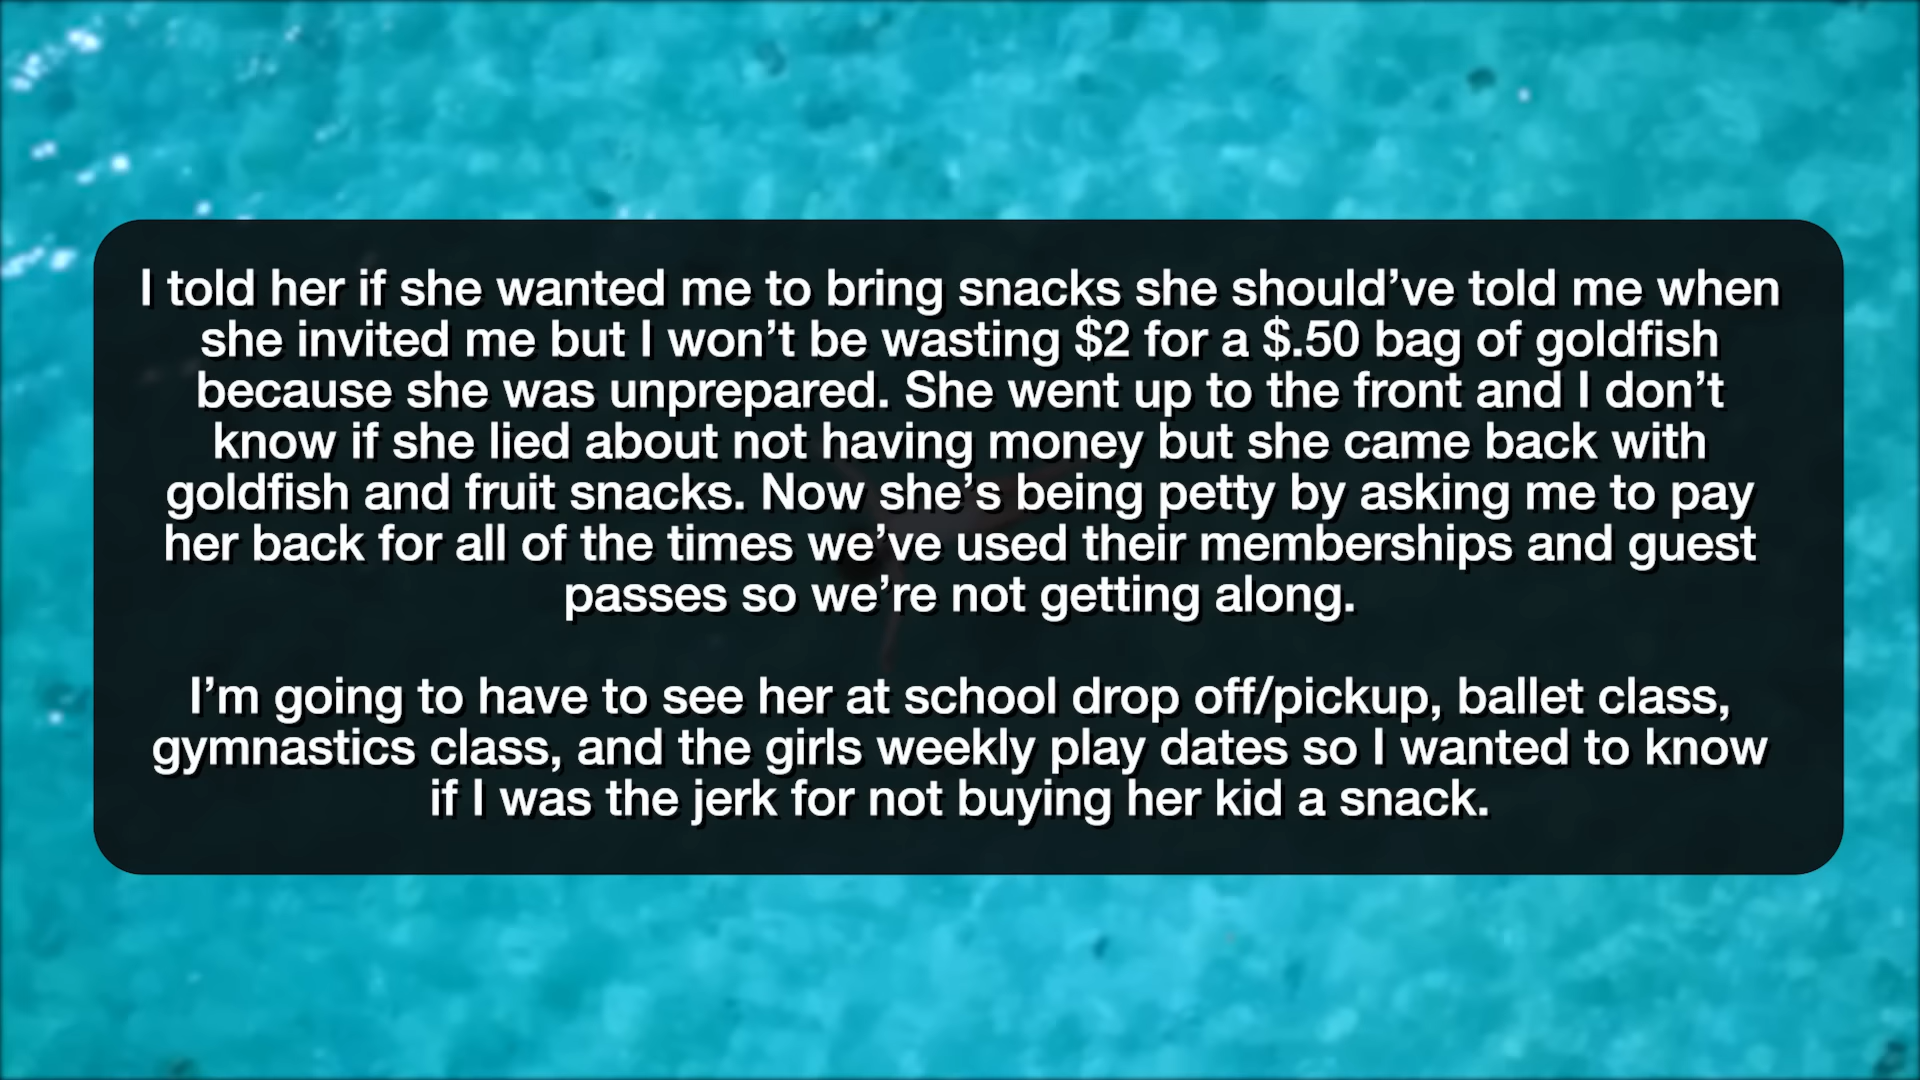 I told her if she wanted me to bring snacks she should’ve told me when
she invited me but I won’t be wasting $2 for a $.50 bag of goldfish
because she was unprepared. She went up to the front and I don’t
know if she lied about not having money but she came back with
goldfish and fruit snacks. Now she’s being petty by asking me to pay
her back for all of the times we’ve used their memberships and guest
passes so we’re not getting along.
I’m going to have to see her at school drop off/pickup, ballet class,
gymnastics class, and the girls weekly play dates so I wanted to know
if I was the jerk for not buying her kid a snack.